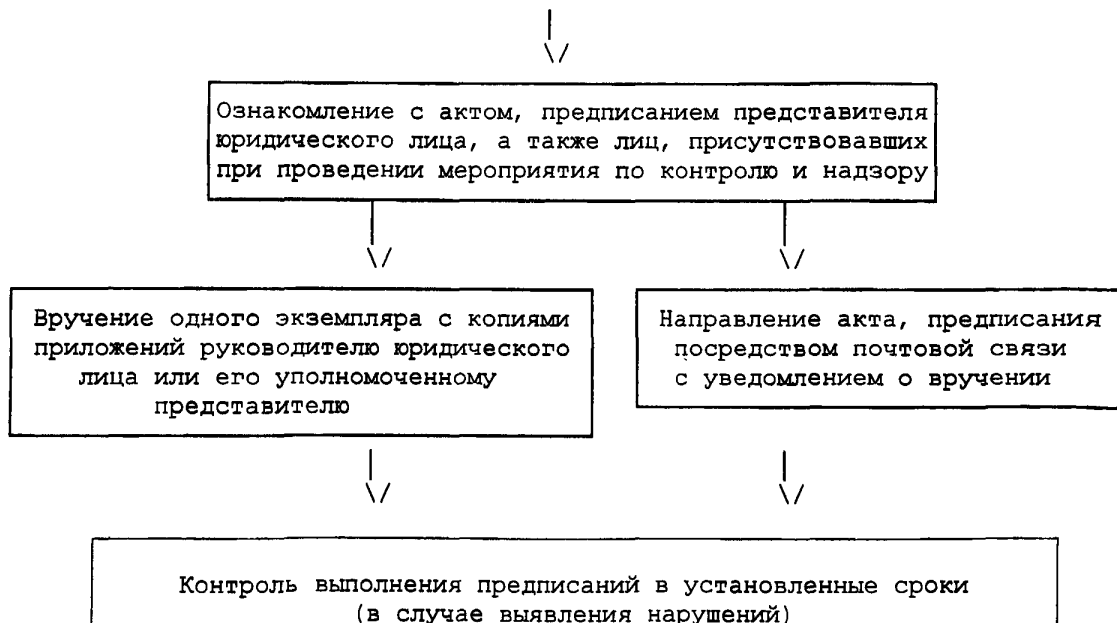 Ознакомление с актом, предписанием представителя
юридического лица, а также лиц, присутствовавших
при проведении мероприятия по контролю и надзору
Вручение одного экземпляра с копиями
приложений руководителю юридического
лица или его уполномоченному
представителю
Направление акта, предписания
посредством почтовой связи
с уведомлением о вручении
Контроль выполнения предписаний в установленные сроки
(в случае выявления нарушений)